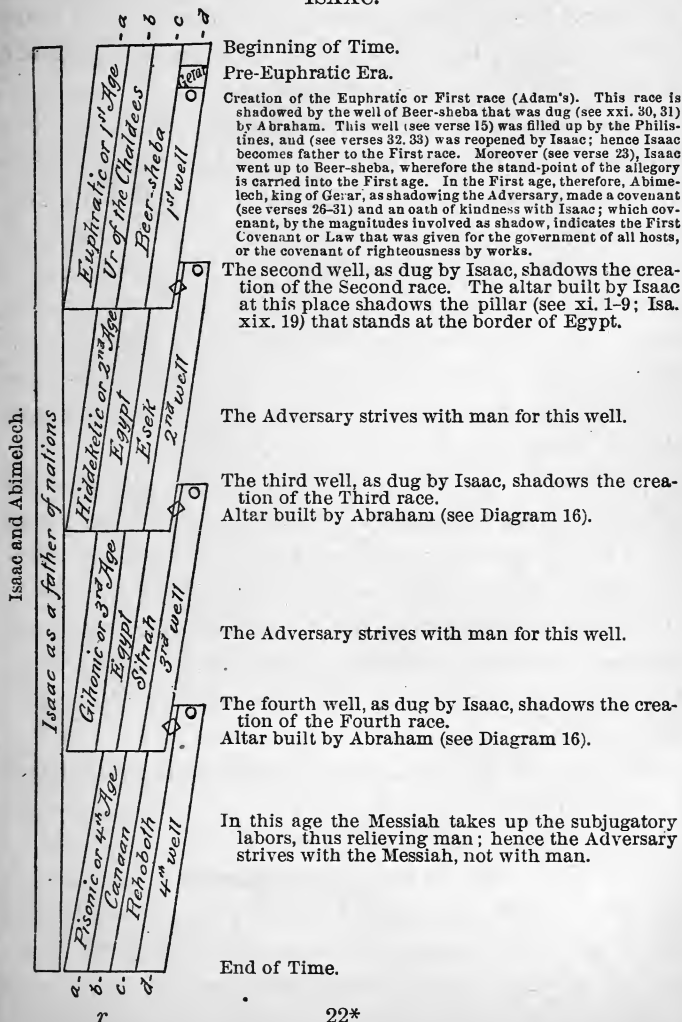 ISAAC.
-a
-b
-c
-d
Beginning of Time.
Gerar
Pre-Euphratic Era.
Creation of the Euphratic or First race (Adam's). This race is
shadowed by the well of Beer-sheba that was dug (see xxi. 30, 31)
by Abraham. This well (see verse 15) was filled up by the Philis-
tines, and (see verses 32, 33) was reopened by Isaac; hence Isaac
becomes father to the First race. Moreover (see verse 23), Isaac
went up to Beer-sheba, wherefore the stand-point of the allegory
is carried into the First age. In the First age, therefore, Abime-
lech, king of Gerar, as shadowing the Adversary, made a covenant
(see verses 26-31) and an oath of kindness with Isaac; which cov-
enant, by the magnitudes involved as shadow, indicates the First
Covenant or Law that was given for the government of all hosts,
or the covenant of righteousness by works.
Euphratic or 1st Age
Ur of the Chaldees
Beer-sheba
1st well
The second well, as dug by Isaac, shadows the crea-
tion of the Second race. The altar built by Isaac
at this place shadows the pillar (see xi. 1-9; Isa.
xix. 19) that stands at the border of Egypt.
Hiddekelic or 2nd Age
Egypt
Esek
2nd well
The Adversary strives with man for this well.
Isaac and Abimelech.
Isaac as a father of nations
The third well, as dug by Isaac, shadows the crea-
tion of the Third race.
Altar built by Abraham (see Diagram 16).
Gihonic or 3rd Age
Egypt
Sitnah
3rd well
The Adversary strives with man for this well.
The fourth well, as dug by Isaac, shadows the crea-
tion of the Fourth race.
Altar built by Abraham (see Diagram 16).
Pisonic or 4th Age
Canaan
Rehoboth
4th well
In this age the Messiah takes up the subjugatory
labors, thus relieving man; hence the Adversary
strives with the Messiah, not with man.
End of Time.
a-
b-
c-
d-
r
22*